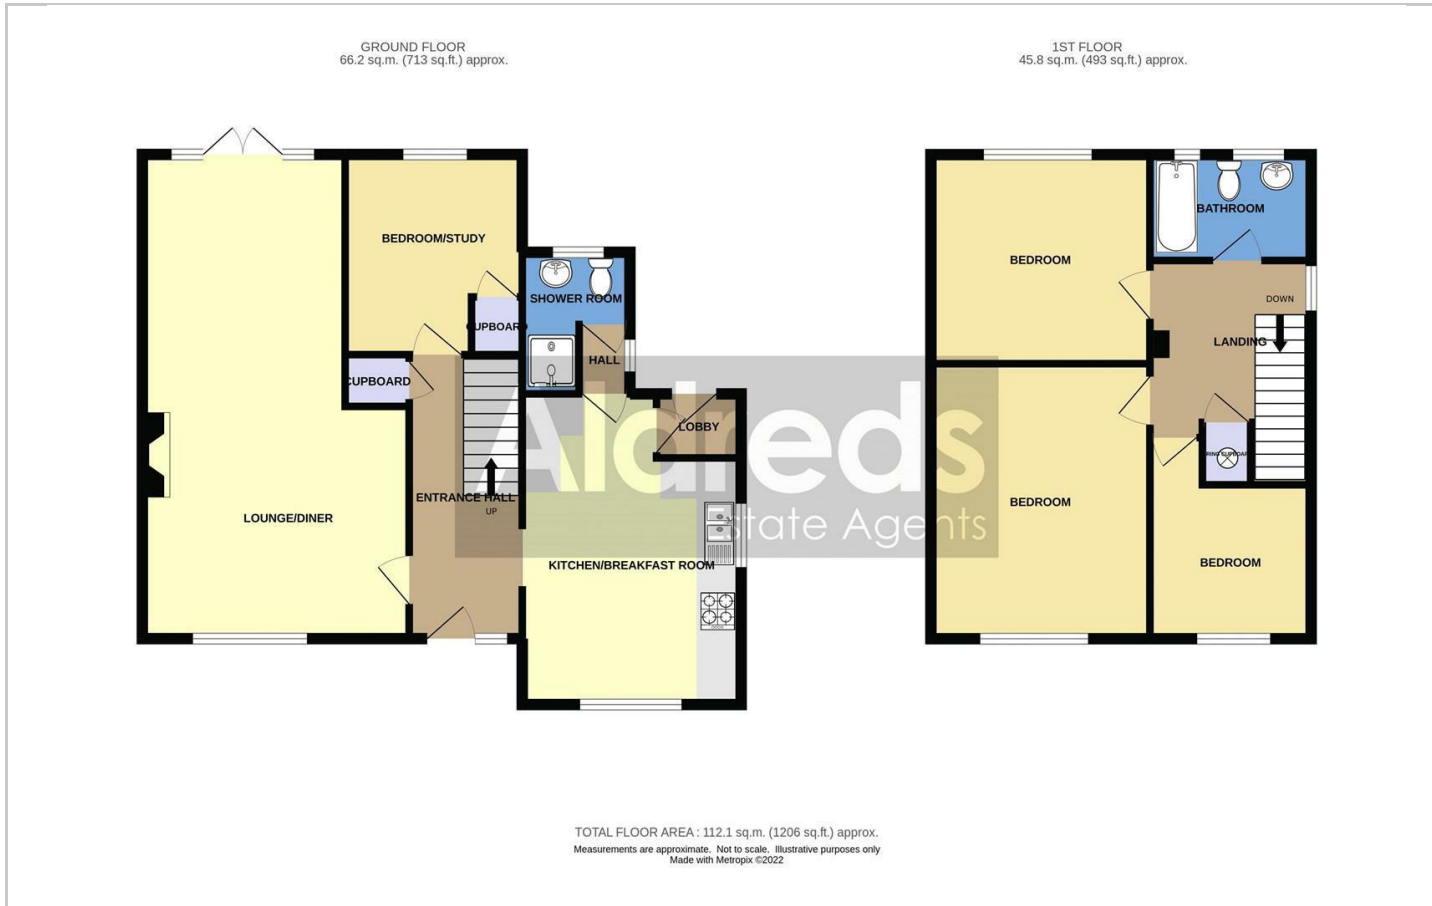 GROUND FLOOR
66.2 sq.m. (713 sq.ft.) approx.
1ST FLOOR
45.8 sq.m. (493 sq.ft.) approx.
BEDROOM/STUDY
CUPBOARD
CUPBOARD
SHOWER ROOM
HALL
LOBBY
ENTRANCE HALL
UP
LOUNGE/DINER
KITCHEN/BREAKFAST ROOM
Aldreds
Estate Agents
BEDROOM
BATHROOM
DOWN
LANDING
BEDROOM
BEDROOM
TOTAL FLOOR AREA : 112.1 sq.m. (1206 sq.ft.) approx.
Measurements are approximate. Not to scale. Illustrative purposes only
Made with Metropix ©2022